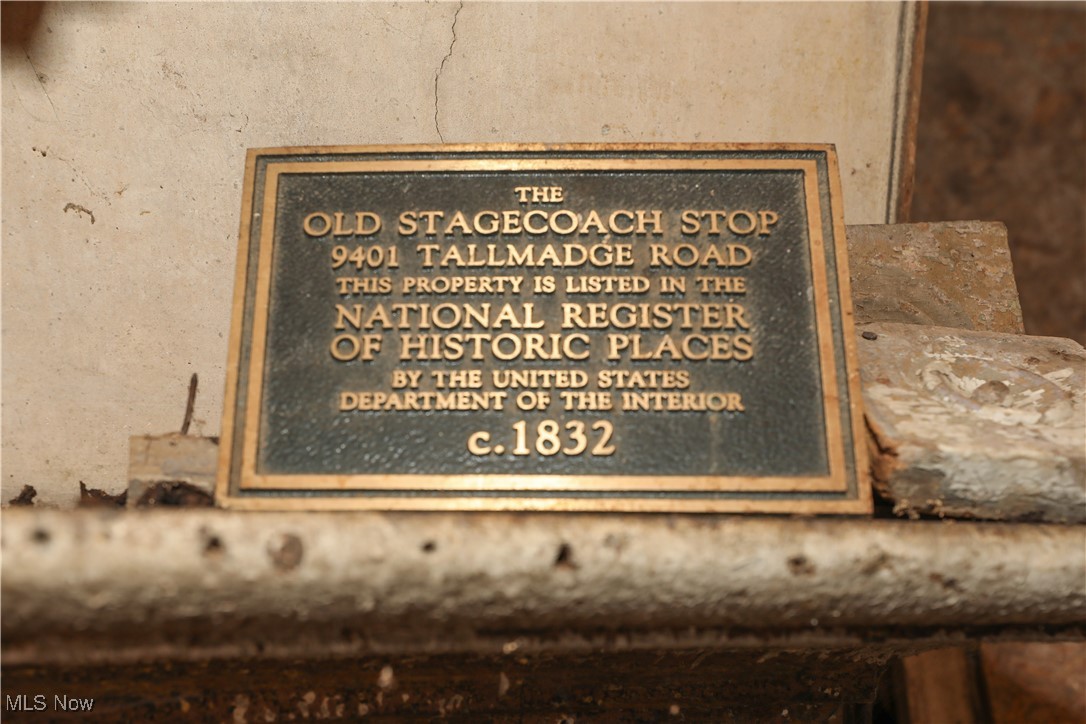 THE
OLD STAGECOACH STOP
9401 TALLMADGE ROAD
THIS PROPERTY IS LISTED IN THE
NATIONAL REGISTER
OF HISTORIC PLACES
BY THE UNITED STATES
DEPARTMENT OF THE INTERIOR
c.1832
MLS Now